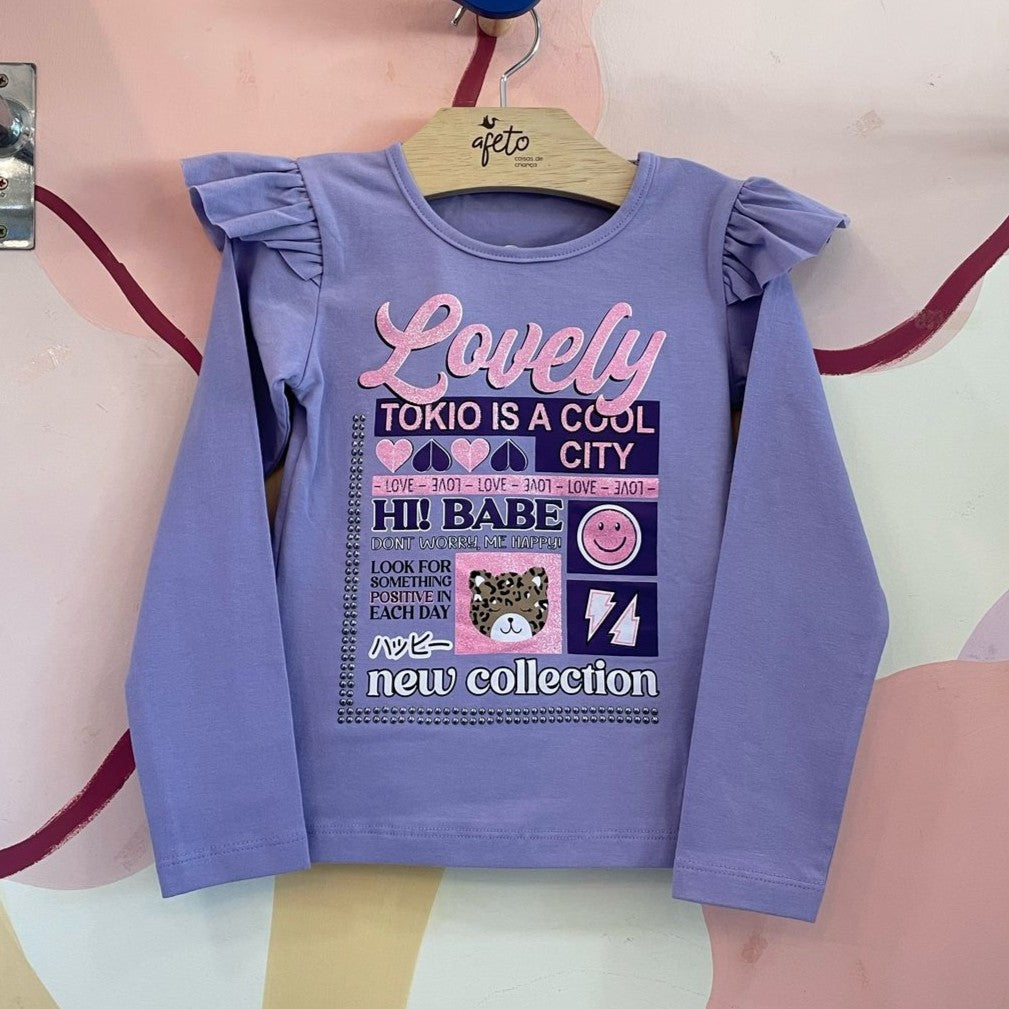 afeto
coisas de
criança
Lovely
TOKIO IS A COOL
CITY
- LOVE - LOVE - LOVE - LOVE - LOVE - LOVE -
HI! BABE
DONT WORRY, ME HAPPY!
LOOK FOR
SOMETHING
POSITIVE IN
EACH DAY
ハッピー
new collection